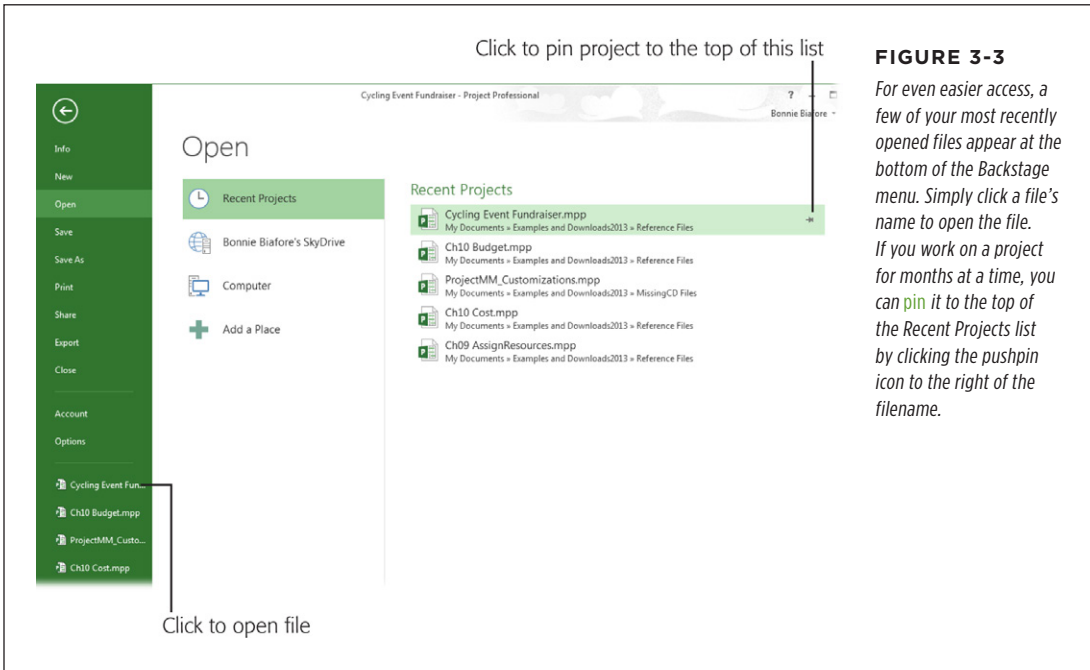 Click to pin project to the top of this list
Cycling Event Fundraiser - Project Professional
?
Bonnie Biafore
Info
New
Open
Save
Save As
Print
Share
Export
Close
Account
Options
Cycling Event Fun...
Ch10 Budget.mpp
ProjectMM_Custo...
Ch10 Cost.mpp
Open
Recent Projects
Bonnie Biafore's SkyDrive
Computer
Add a Place
Recent Projects
Cycling Event Fundraiser.mpp
My Documents » Examples and Downloads2013 » Reference Files
Ch10 Budget.mpp
My Documents » Examples and Downloads2013 » Reference Files
ProjectMM_Customizations.mpp
My Documents » Examples and Downloads2013 » MissingCD Files
Ch10 Cost.mpp
My Documents » Examples and Downloads2013 » Reference Files
Ch09 AssignResources.mpp
My Documents » Examples and Downloads2013 » Reference Files
Click to open file
FIGURE 3-3
For even easier access, a
few of your most recently
opened files appear at the
bottom of the Backstage
menu. Simply click a file's
name to open the file.
If you work on a project
for months at a time, you
can pin it to the top of
the Recent Projects list
by clicking the pushpin
icon to the right of the
filename.